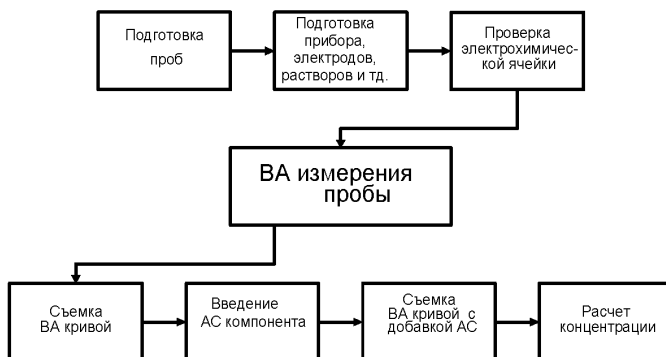 Подготовка
проб
Подготовка
прибора,
электродов,
растворов и тд.
Проверка
электрохимичес-
кой ячейки
ВА измерения
пробы
Съемка
ВА кривой
Введение
АС компонента
Съемка
ВА кривой с
добавкой АС
Расчет
концентрации